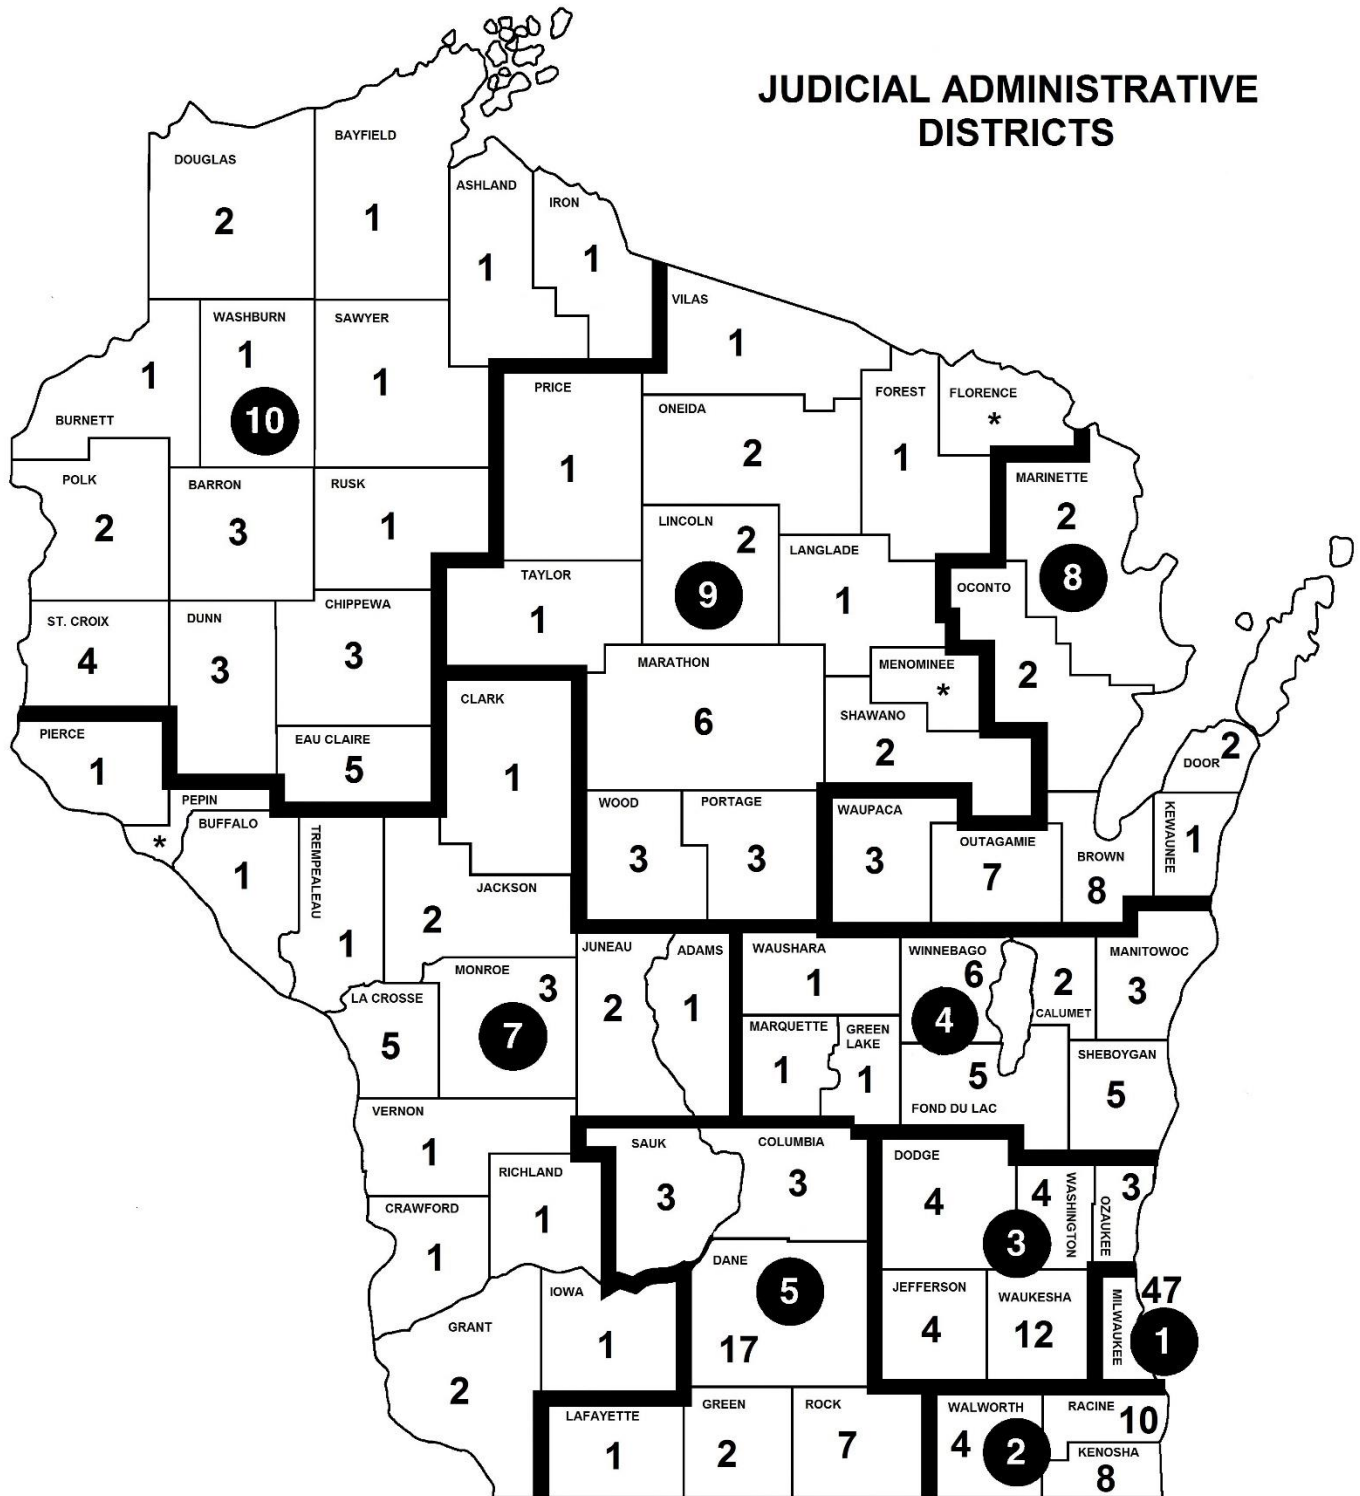 JUDICIAL ADMINISTRATIVE
DISTRICTS
DOUGLAS
2
BAYFIELD
1
ASHLAND
1
IRON
1
VILAS
1
BURNETT
1
WASHBURN
1
10
SAWYER
1
PRICE
1
ONEIDA
2
FOREST
1
FLORENCE
*
POLK
2
BARRON
3
RUSK
1
TAYLOR
1
LINCOLN
2
9
LANGLADE
1
MARINETTE
2
8
OCONTO
2
ST. CROIX
4
DUNN
3
CHIPPEWA
3
MARATHON
6
MENOMINEE
*
SHAWANO
2
CLARK
1
EAU CLAIRE
5
PIERCE
1
PEPIN
*
BUFFALO
1
TREMPEALEAU
1
JACKSON
2
WOOD
3
PORTAGE
3
WAUPACA
3
OUTAGAMIE
7
BROWN
8
KEWAUNEE
1
DOOR
2
LA CROSSE
5
MONROE
3
7
JUNEAU
2
ADAMS
1
WAUSHARA
1
WINNEBAGO
6
4
2
CALUMET
MANITOWOC
3
MARQUETTE
1
GREEN
LAKE
1
5
FOND DU LAC
SHEBOYGAN
5
VERNON
1
RICHLAND
1
CRAWFORD
1
SAUK
3
COLUMBIA
3
DODGE
4
WASHINGTON
4
3
OZAUKEE
3
GRANT
2
IOWA
1
DANE
5
17
JEFFERSON
4
WAUKESHA
12
MILWAUKEE
47
1
LAFAYETTE
1
GREEN
2
ROCK
7
WALWORTH
4
2
RACINE
10
KENOSHA
8